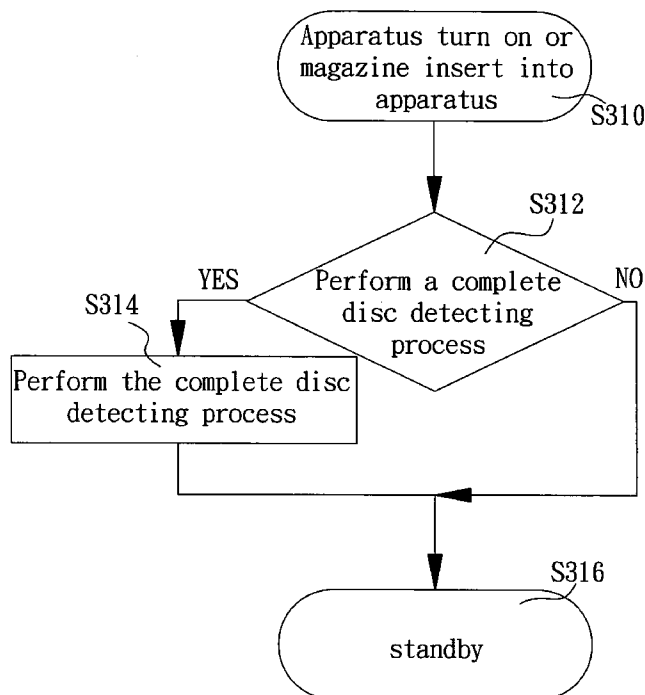 Apparatus turn on or
magazine insert into
apparatus
S310
S312
Perform a complete
disc detecting
process
YES
NO
S314
Perform the complete disc
detecting process
S316
standby